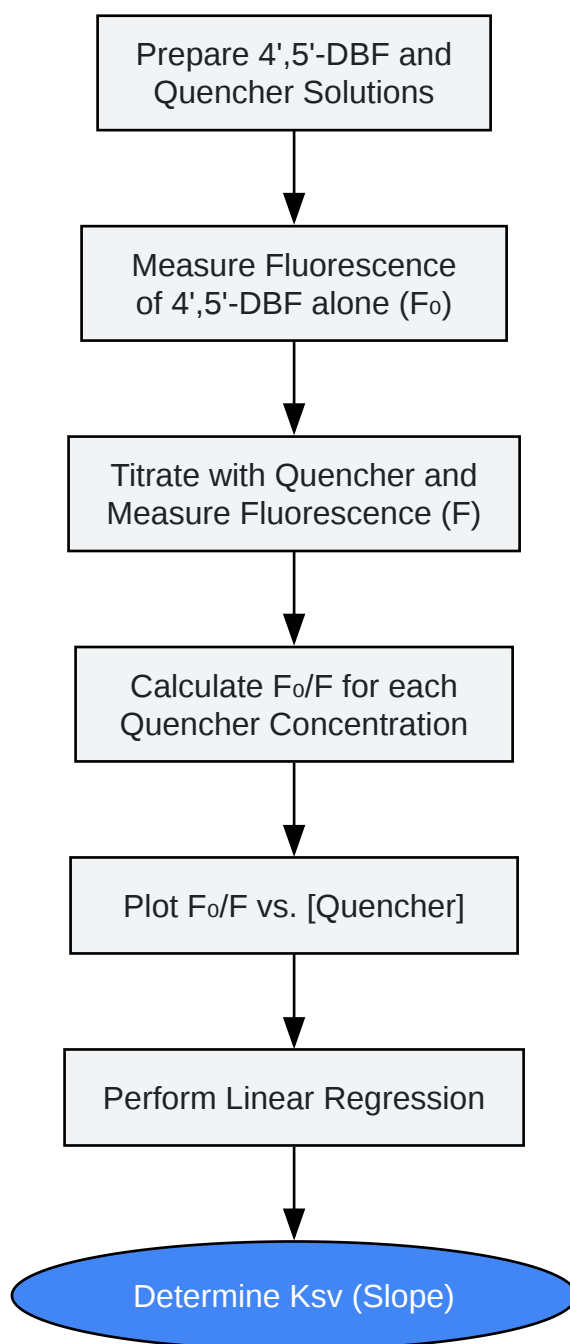 Prepare 4',5'-DBF and
Quencher Solutions
Measure Fluorescence
of 4',5'-DBF alone (F₀)
Titrate with Quencher and
Measure Fluorescence (F)
Calculate F₀/F for each
Quencher Concentration
Plot F₀/F vs. [Quencher]
Perform Linear Regression
Determine Ksv (Slope)